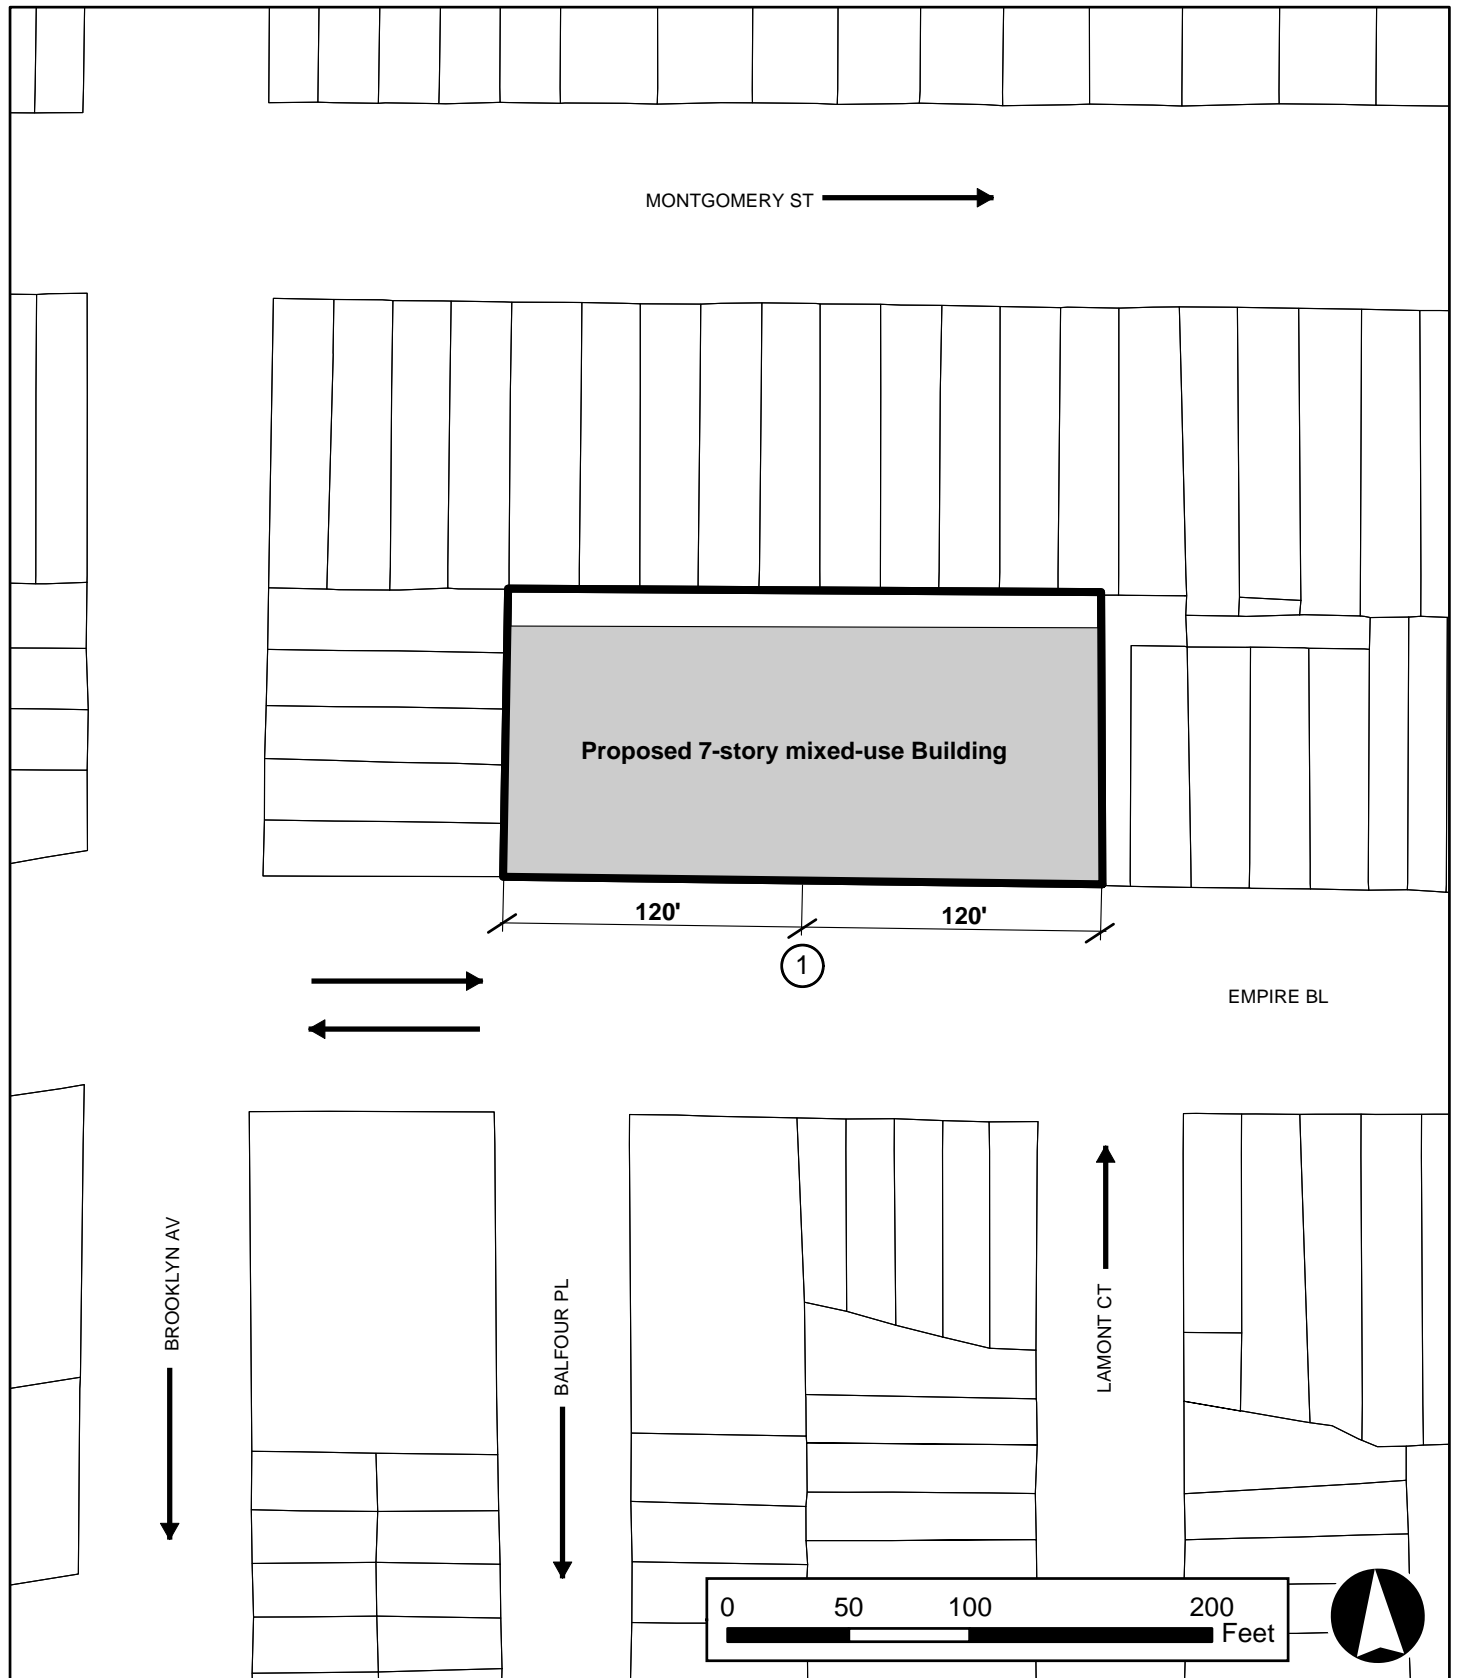 MONTGOMERY ST
Proposed 7-story mixed-use Building
120' 120'
1
EMPIRE BL
BROOKLYN AV
BALFOUR PL
LAMONT CT
0 50 100 200
Feet